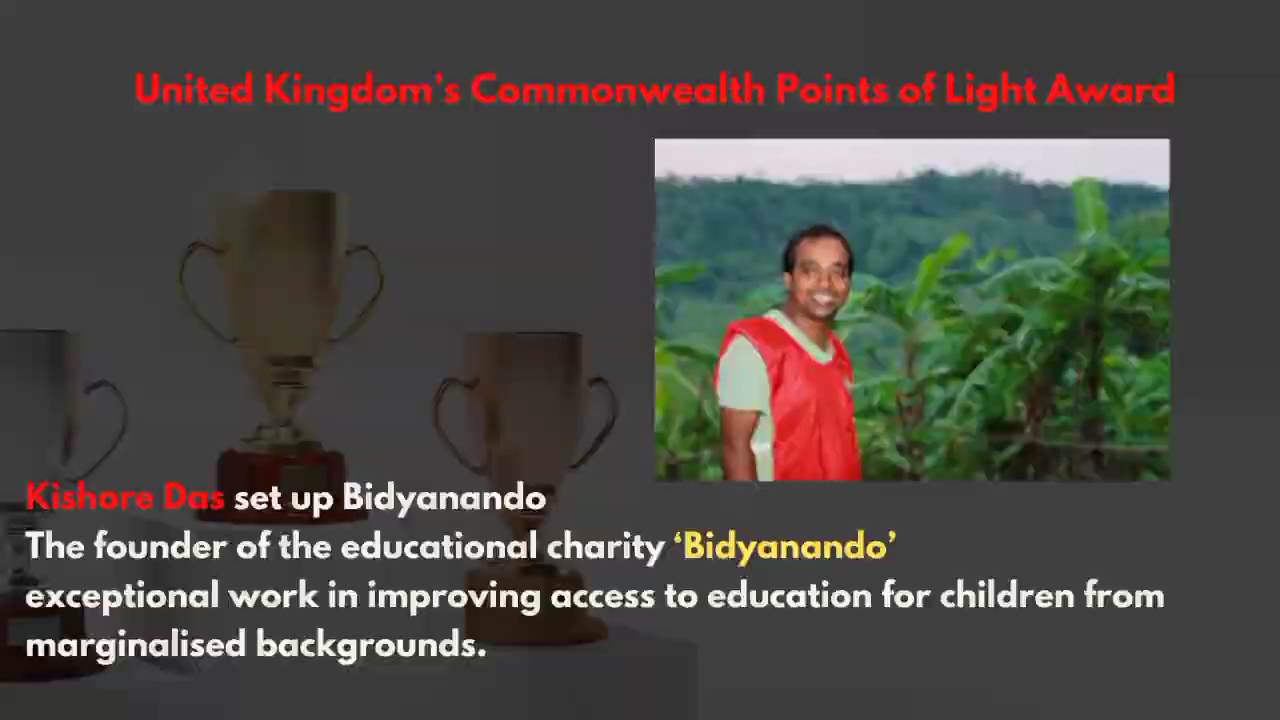 United Kingdom's Commonwealth Points of Light Award
Kishore Das set up Bidyanando
The founder of the educational charity ‘Bidyanando’
exceptional work in improving access to education for children from
marginalised backgrounds.